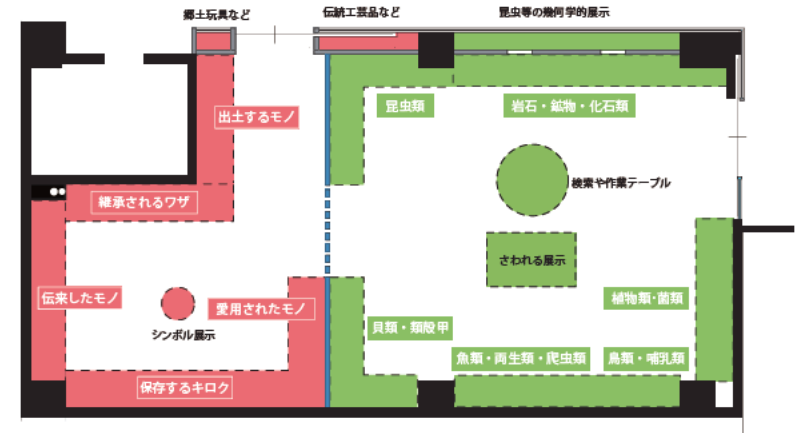 郷土玩具など
伝統工芸品など
昆虫等の幾何学的展示
昆虫類
岩石・鉱物・化石類
出土するモノ
検索や作業テーブル
継承されるワザ
さわれる展示
伝来したモノ
愛用されたモノ
植物類・菌類
シンボル展示
貝類・類殻甲
魚類・両生類・爬虫類
鳥類・哺乳類
保存するキロク